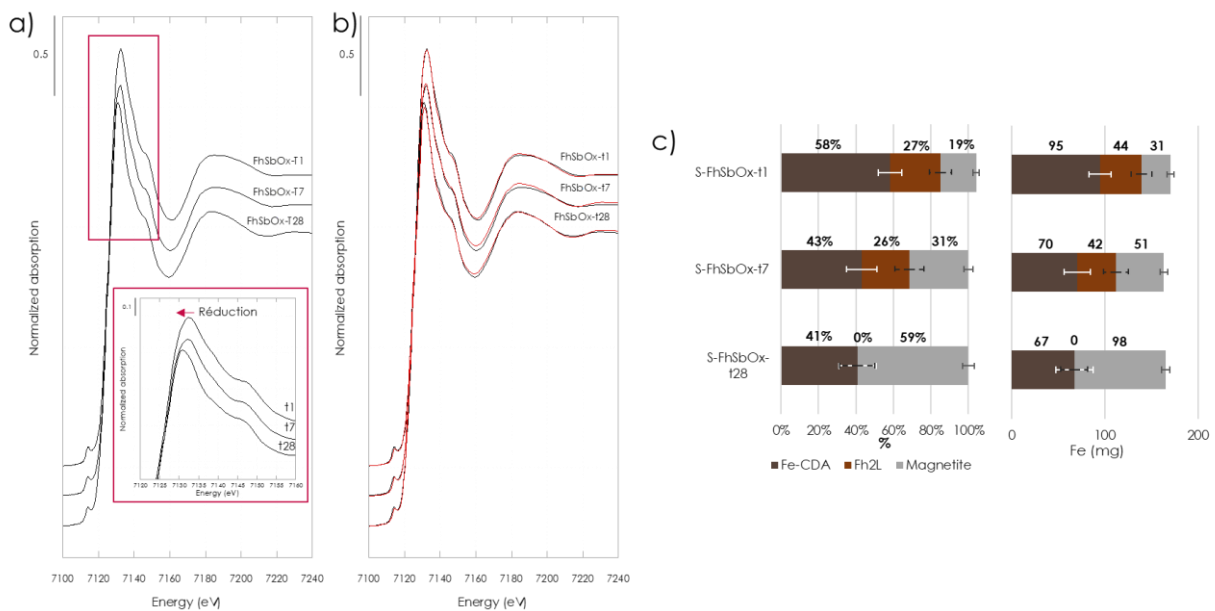 a)
0.5
FhSbOx-T1
FhSbOx-T7
FhSbOx-T28
Normalized absorption
0.1
Réduction
Normalized absorption
t1
t7
t28
7120 7125 7130 7135 7140 7145 7150 7155 7160
Energy (eV)
7100 7120 7140 7160 7180 7200 7220 7240
Energy (eV)
b)
0.5
FhSbOx-t1
FhSbOx-t7
FhSbOx-t28
Normalized absorption
7100 7120 7140 7160 7180 7200 7220 7240
Energy (eV)
c)
58% 27% 19%
95 44 31
S-FhSbOx-t1
43% 26% 31%
70 42 51
S-FhSbOx-t7
41% 0% 59%
67 0 98
S-FhSbOx-
t28
0% 20% 40% 60% 80% 100%
%
0 100 200
Fe (mg)
Fe-CDA Fh2L Magnetite